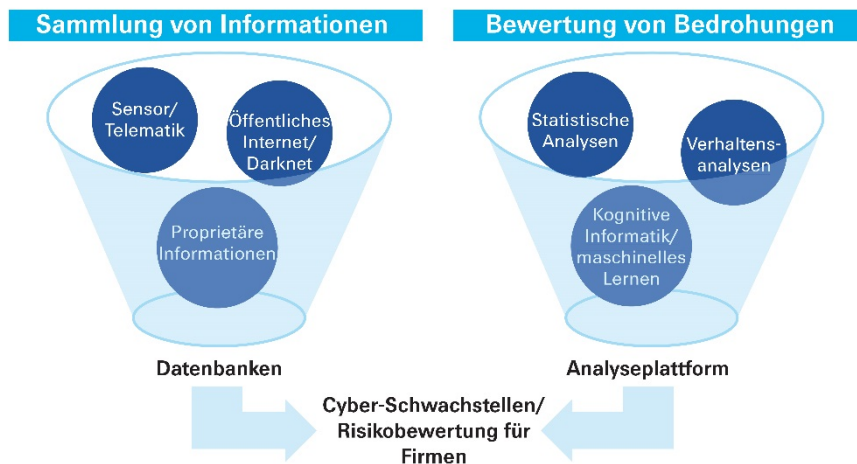 Sammlung von Informationen
Sensor/
Telematik
Öffentliches
Internet/
Darknet
Proprietäre
Informationen
Datenbanken
Bewertung von Bedrohungen
Statistische
Analysen
Verhaltens-
analysen
Kognitive
Informatik/
maschinelles
Lernen
Analyseplattform
Cyber-Schwachstellen/
Risikobewertung für
Firmen